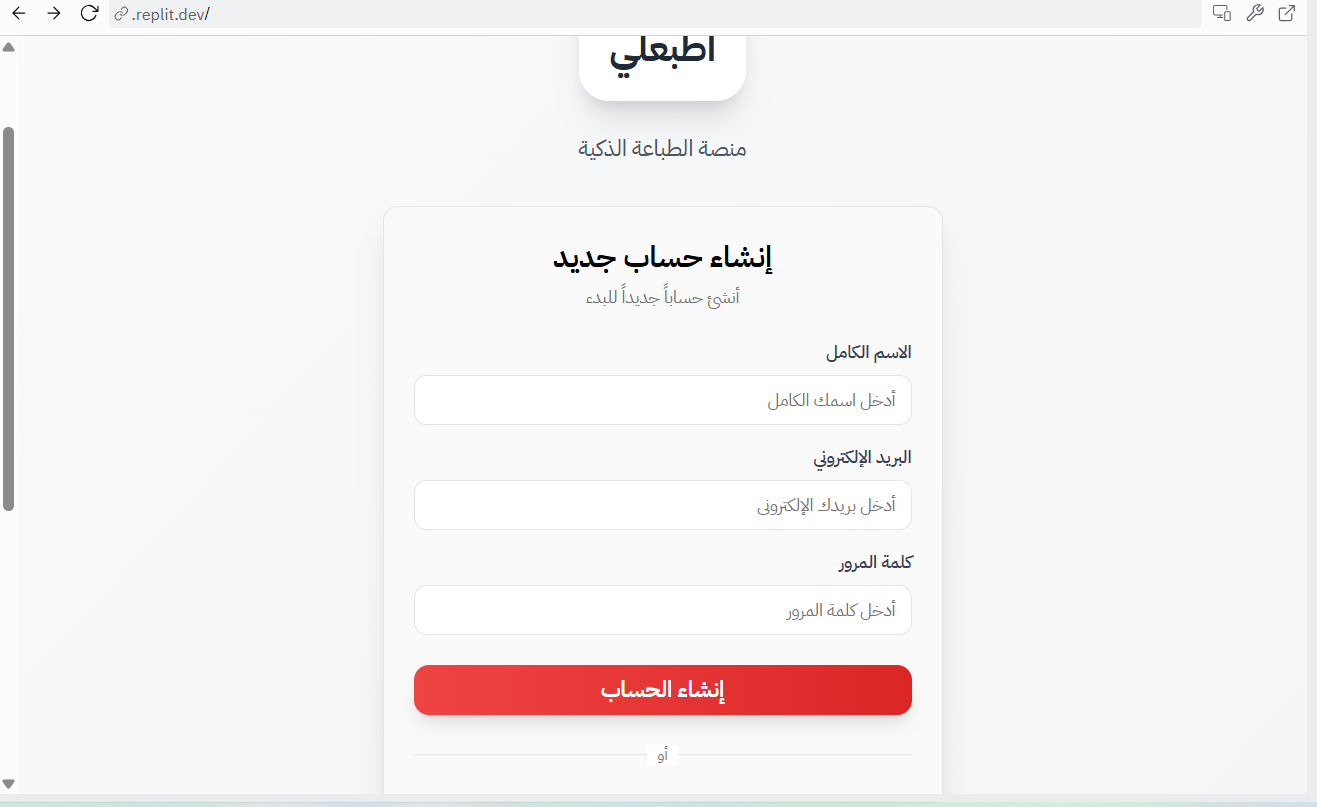 .replit.dev/
اطبعلي
منصة الطباعة الذكية
إنشاء حساب جديد
أنشئ حساباً جديداً للبدء
الاسم الكامل
أدخل اسمك الكامل
البريد الإلكتروني
أدخل بريدك الإلكتروني
كلمة المرور
أدخل كلمة المرور
إنشاء الحساب
أو